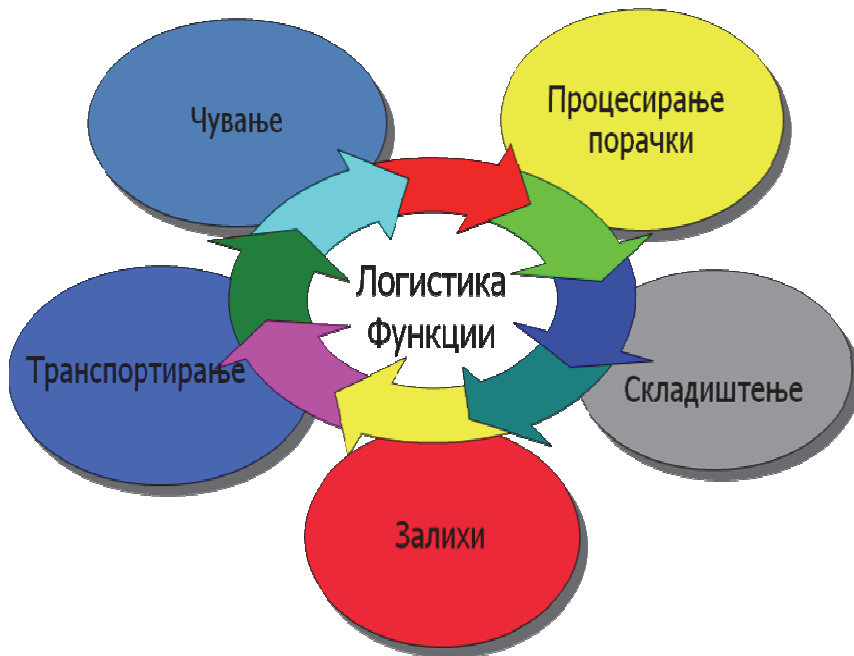 Чување
Процесирање
порачки
Логистика
Функции
Транспортирање
Складиштење
Залихи